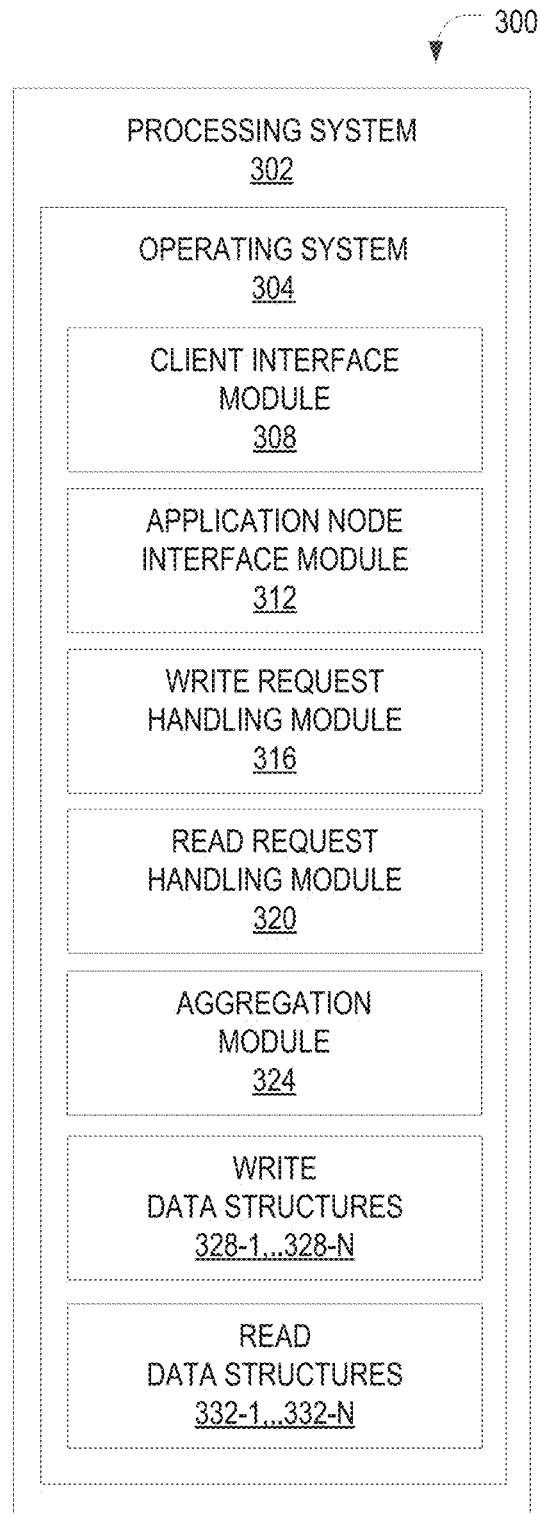 300
PROCESSING SYSTEM
302
OPERATING SYSTEM
304
CLIENT INTERFACE
MODULE
308
APPLICATION NODE
INTERFACE MODULE
312
WRITE REQUEST
HANDLING MODULE
316
READ REQUEST
HANDLING MODULE
320
AGGREGATION
MODULE
324
WRITE
DATA STRUCTURES
328-1...328-N
READ
DATA STRUCTURES
332-1...332-N